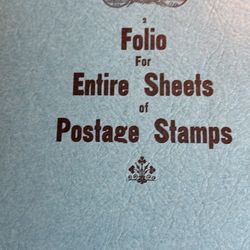 a
Folio
For
Entire Sheets
of
Postage Stamps